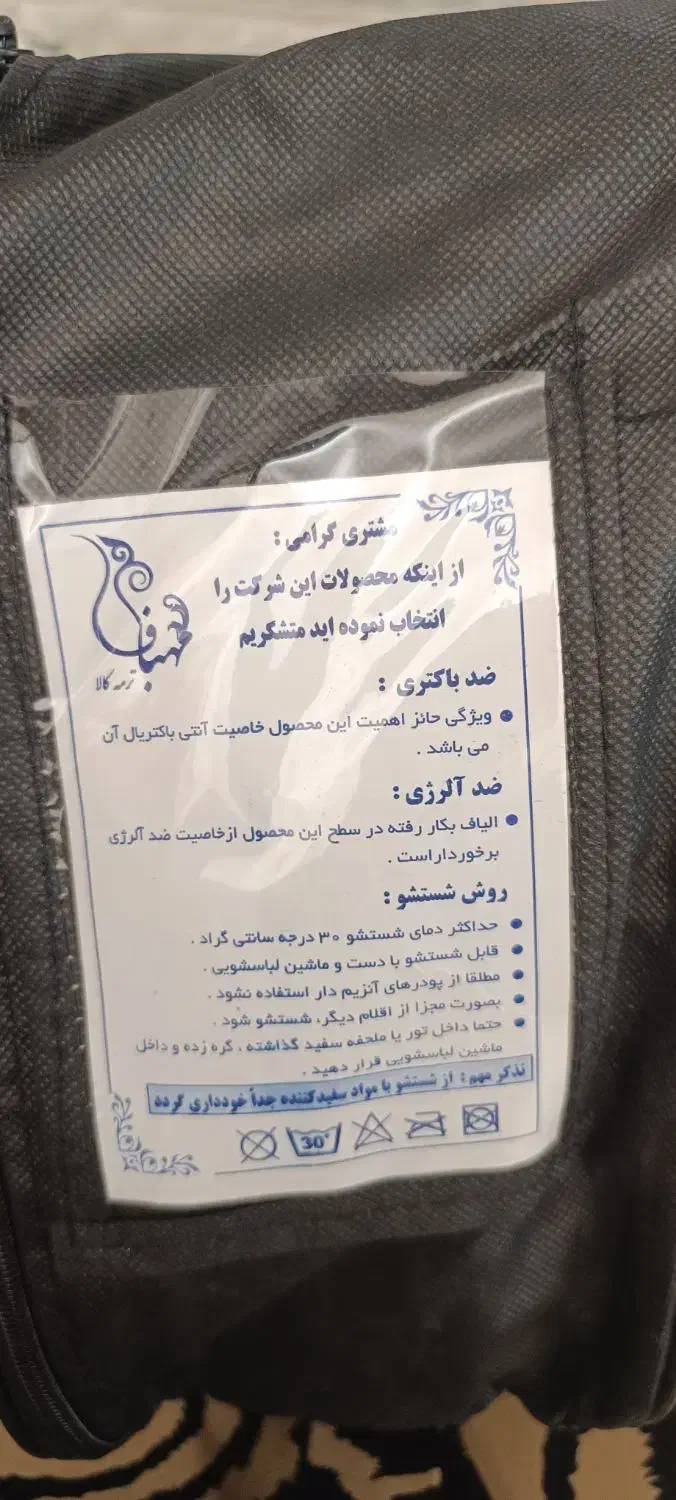 مشتری گرامی :
از اینکه محصولات این شرکت را
انتخاب نموده اید متشکریم
ترمه کالا
ضد باکتری :
ویژگی حائز اهمیت این محصول خاصیت آنتی باکتریال آن
می باشد .
ضد آلرژی :
الیاف بکار رفته در سطح این محصول ازخاصیت ضد آلرژی
برخورداراست .
روش شستشو :
حداکثر دمای شستشو ۳۰ درجه سانتی گراد .
قابل شستشو با دست و ماشین لباسشویی .
مطلقا از پودرهای آنزیم دار استفاده نشود .
بصورت مجزا از اقلام دیگر، شستشو شود .
حتما داخل تور یا ملحفه سفید گذاشته ، گره زده و داخل
ماشین لباسشویی قرار دهید .
تذکر مهم : از شستشو با مواد سفیدکننده جداً خودداری گردد
30°